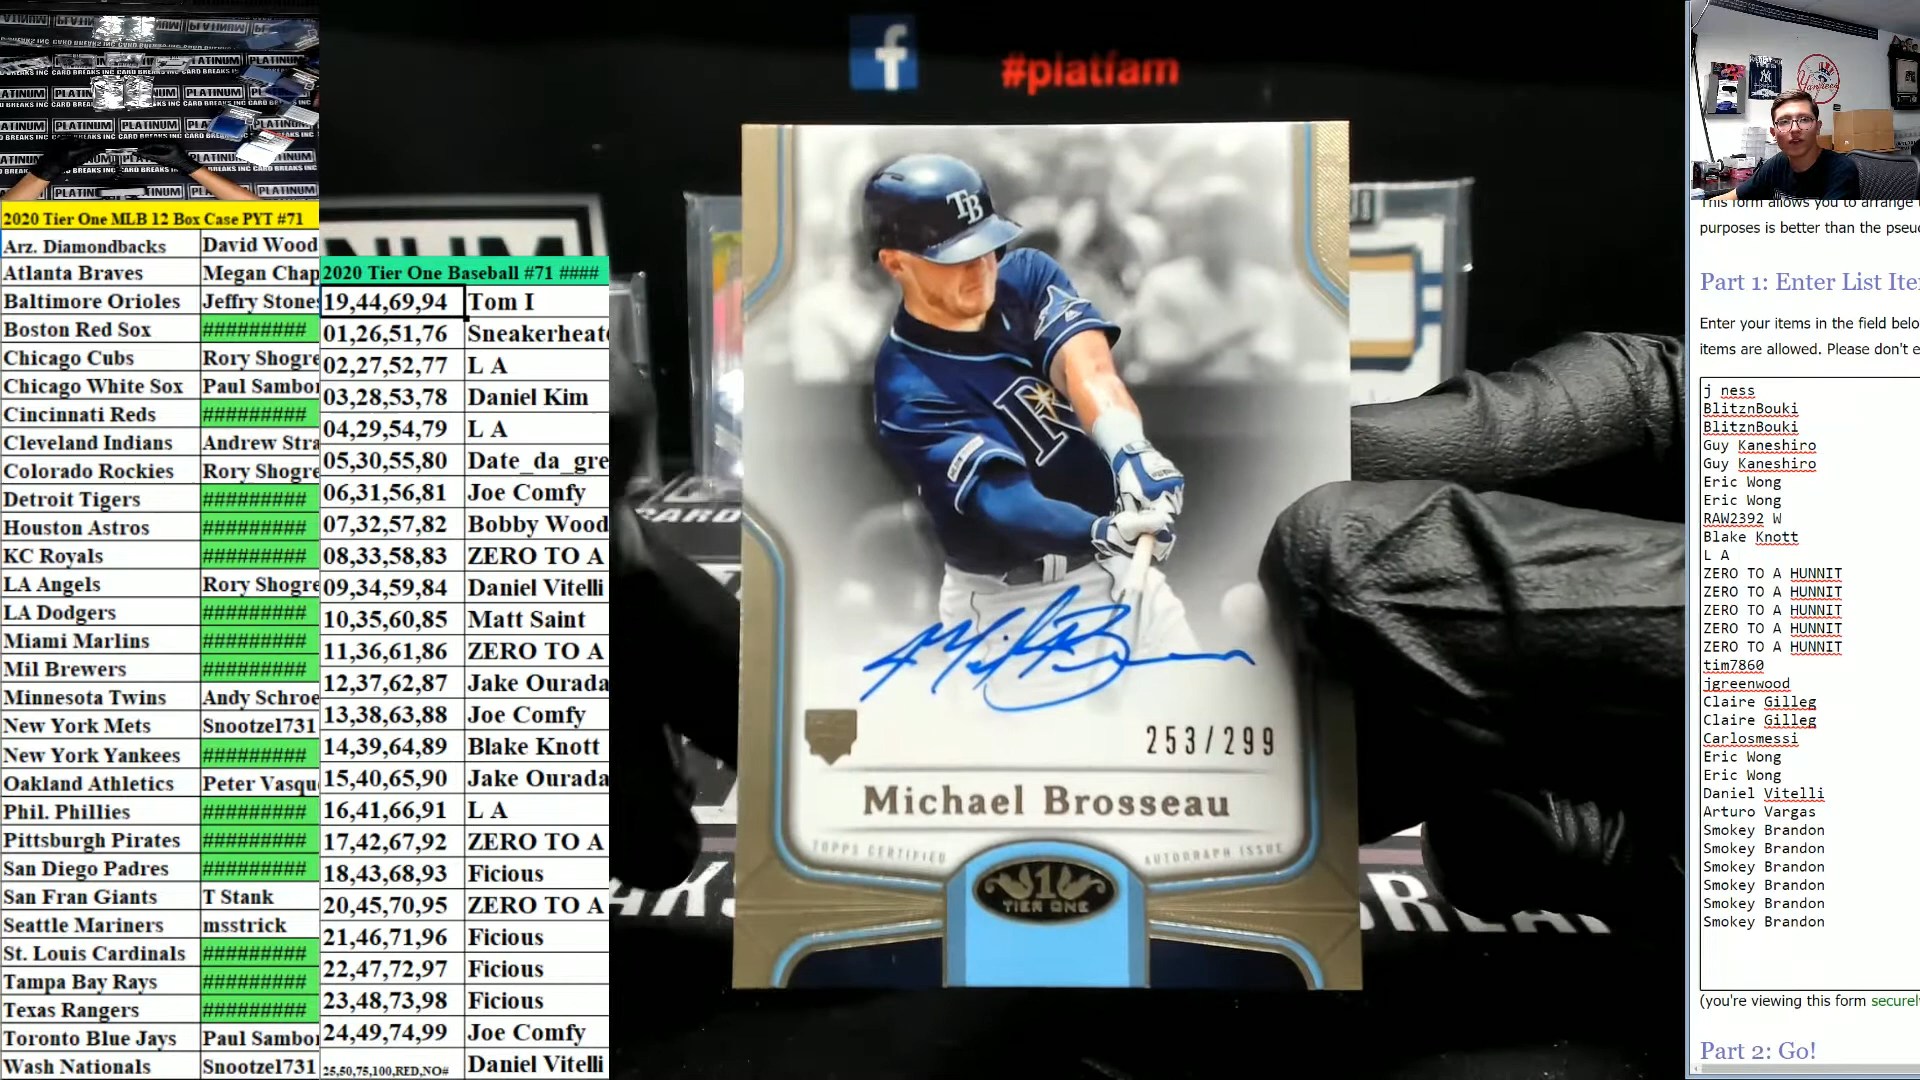 #platfam
2020 Tier One MLB 12 Box Case PYT #71
Arz. Diamondbacks David Wood
Atlanta Braves Megan Chap
Baltimore Orioles Jeffry Stones
Boston Red Sox #########
Chicago Cubs Rory Shogre
Chicago White Sox Paul Sambor
Cincinnati Reds #########
Cleveland Indians Andrew Stra
Colorado Rockies Rory Shogre
Detroit Tigers #########
Houston Astros #########
KC Royals #########
LA Angels Rory Shogre
LA Dodgers #########
Miami Marlins #########
Mil Brewers #########
Minnesota Twins Andy Schroe
New York Mets Snootzel731
New York Yankees #########
Oakland Athletics Peter Vasqu
Phil. Phillies #########
Pittsburgh Pirates #########
San Diego Padres #########
San Fran Giants T Stank
Seattle Mariners msstrick
St. Louis Cardinals #########
Tampa Bay Rays #########
Texas Rangers #########
Toronto Blue Jays Paul Sambor
Wash Nationals Snootzel731
2020 Tier One Baseball #71 ####
19,44,69,94 Tom I
01,26,51,76 Sneakerheate
02,27,52,77 L A
03,28,53,78 Daniel Kim
04,29,54,79 L A
05,30,55,80 Date_da_gre
06,31,56,81 Joe Comfy
07,32,57,82 Bobby Wood
08,33,58,83 ZERO TO A
09,34,59,84 Daniel Vitelli
10,35,60,85 Matt Saint
11,36,61,86 ZERO TO A
12,37,62,87 Jake Ourada
13,38,63,88 Joe Comfy
14,39,64,89 Blake Knott
15,40,65,90 Jake Ourada
16,41,66,91 L A
17,42,67,92 ZERO TO A
18,43,68,93 Ficious
20,45,70,95 ZERO TO A
21,46,71,96 Ficious
22,47,72,97 Ficious
23,48,73,98 Ficious
24,49,74,99 Joe Comfy
25,50,75,100,RED,NO# Daniel Vitelli
TB
253/299
Michael Brosseau
TOPPS CERTIFIED AUTOGRAPH ISSUE
1
TIER ONE
This form allows you to arrange
purposes is better than the pseu
Part 1: Enter List Ite
Enter your items in the field belo
items are allowed. Please don't e
j ness
BlitznBouki
BlitznBouki
Guy Kaneshiro
Guy Kaneshiro
Eric Wong
Eric Wong
RAW2392 W
Blake Knott
L A
ZERO TO A HUNNIT
ZERO TO A HUNNIT
ZERO TO A HUNNIT
ZERO TO A HUNNIT
ZERO TO A HUNNIT
tim7860
jgreenwood
Claire Gilleg
Claire Gilleg
Carlosmessi
Eric Wong
Eric Wong
Daniel Vitelli
Arturo Vargas
Smokey Brandon
Smokey Brandon
Smokey Brandon
Smokey Brandon
Smokey Brandon
Smokey Brandon
(you're viewing this form securel
Part 2: Go!